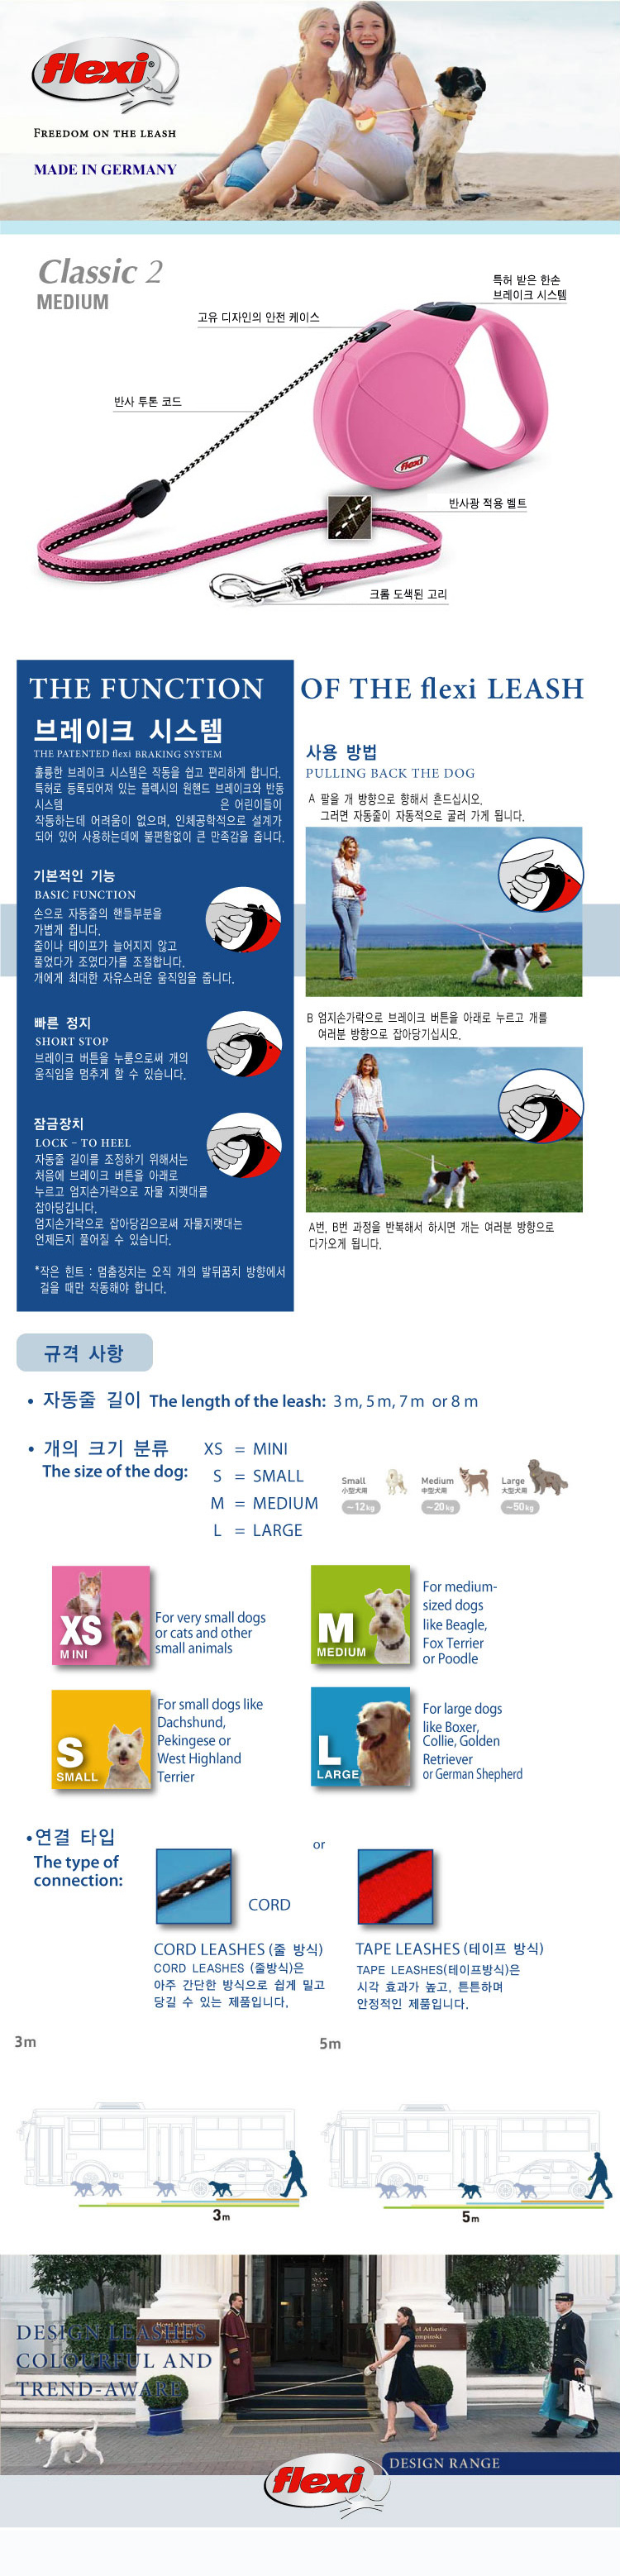 flexi®
FREEDOM ON THE LEASH
MADE IN GERMANY
Classic 2
MEDIUM
특허 받은 한손
브레이크 시스템
고유 디자인의 안전 케이스
반사 투톤 코드
flexi
반사광 적용 벨트
크롬 도색된 고리
THE FUNCTION OF THE flexi LEASH
브레이크 시스템
THE PATENTED flexi BRAKING SYSTEM
훌륭한 브레이크 시스템은 작동을 쉽고 편리하게 합니다.
특허로 등록되어져 있는 플렉시의 원핸드 브레이크와 반동
시스템 은 어린이들이
작동하는데 어려움이 없으며, 인체공학적으로 설계가
되어 있어 사용하는데에 불편함없이 큰 만족감을 줍니다.
기본적인 기능
BASIC FUNCTION
손으로 자동줄의 핸들부분을
가볍게 쥡니다.
줄이나 테이프가 늘어지지 않고
풀었다가 조였다가를 조절합니다.
개에게 최대한 자유스러운 움직임을 줍니다.
빠른 정지
SHORT STOP
브레이크 버튼을 누름으로써 개의
움직임을 멈추게 할 수 있습니다.
잠금장치
LOCK – TO HEEL
자동줄 길이를 조정하기 위해서는
처음에 브레이크 버튼을 아래로
누르고 엄지손가락으로 자물 지랫대를
잡아당깁니다.
엄지손가락으로 잡아당김으로써 자물지랫대는
언제든지 풀어질 수 있습니다.
*작은 힌트 : 멈춤장치는 오직 개의 발뒤꿈치 방향에서
걸을 때만 작동해야 합니다.
사용 방법
PULLING BACK THE DOG
A 팔을 개 방향으로 향해서 흔드십시오.
그러면 자동줄이 자동적으로 굴러 가게 됩니다.
B 엄지손가락으로 브레이크 버튼을 아래로 누르고 개를
여러분 방향으로 잡아당기십시오.
A번, B번 과정을 반복해서 하시면 개는 여러분 방향으로
다가오게 됩니다.
규격 사항
• 자동줄 길이 The length of the leash: 3 m, 5 m, 7 m or 8 m
• 개의 크기 분류
The size of the dog:
XS = MINI
S = SMALL
M = MEDIUM
L = LARGE
Small
小型犬用
~12kg
Medium
中型犬用
~20kg
Large
大型犬用
~50kg
XS
MINI
For very small dogs
or cats and other
small animals
M
MEDIUM
For medium-
sized dogs
like Beagle,
Fox Terrier
or Poodle
S
SMALL
For small dogs like
Dachshund,
Pekingese or
West Highland
Terrier
L
LARGE
For large dogs
like Boxer,
Collie, Golden
Retriever
or German Shepherd
•연결 타입
The type of
connection:
CORD
or
CORD LEASHES (줄 방식)
CORD LEASHES (줄방식)은
아주 간단한 방식으로 쉽게 밀고
당길 수 있는 제품입니다.
TAPE LEASHES (테이프 방식)
TAPE LEASHES(테이프방식)은
시각 효과가 높고, 튼튼하며
안정적인 제품입니다.
3m
5m
3m
5m
DESIGN LEASHES
COLOURFUL AND
TREND-AWARE
Hotel Atlantic
Kempinski
HAMBURG
DESIGN RANGE
flexi